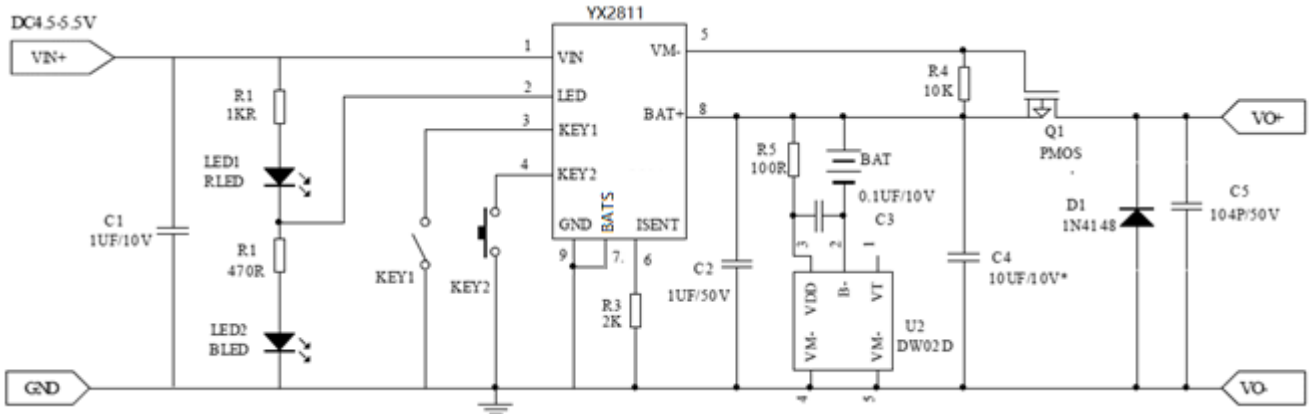 YX2811
DC4.5-5.5V
VIN+
1
VIN
VM-
5
R4
10K
2
LED
R1
1KR
3
KEY1
BAT+
8
VO+
Q1
PMOS
4
KEY2
R5
100R
BAT
0.1UF/10V
C3
LED1
RLED
C1
1UF/10V
GND
BATS
ISENT
9
7.
6
D1
1N4148
C5
104P/50V
R1
470R
KEY1
KEY2
R3
2K
C2
1UF/50V
3
2
1
VDD
B-
VT
VM-
VM-
U2
DW02D
C4
10UF/10V*
LED2
BLED
4
5
GND
VO-